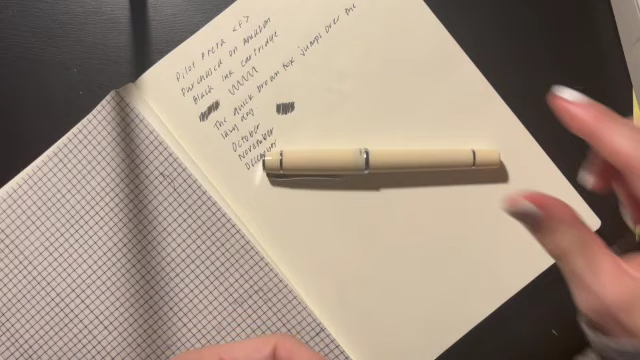 Pilot Prera <F>
Purchased on Amazon
Black ink cartridge
The quick brown fox jumps over the
lazy dog.
October
November
December